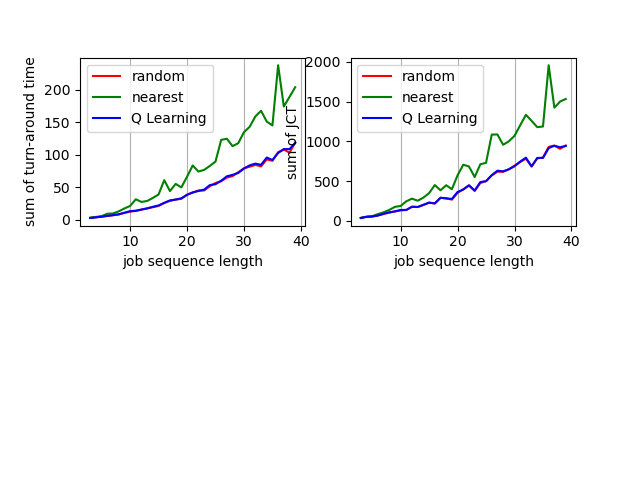 sum of turn-around time
200
150
100
50
0
10
20
30
40
job sequence length
random
nearest
Q Learning
sum of JCT
2000
1500
1000
500
0
10
20
30
40
job sequence length
random
nearest
Q Learning